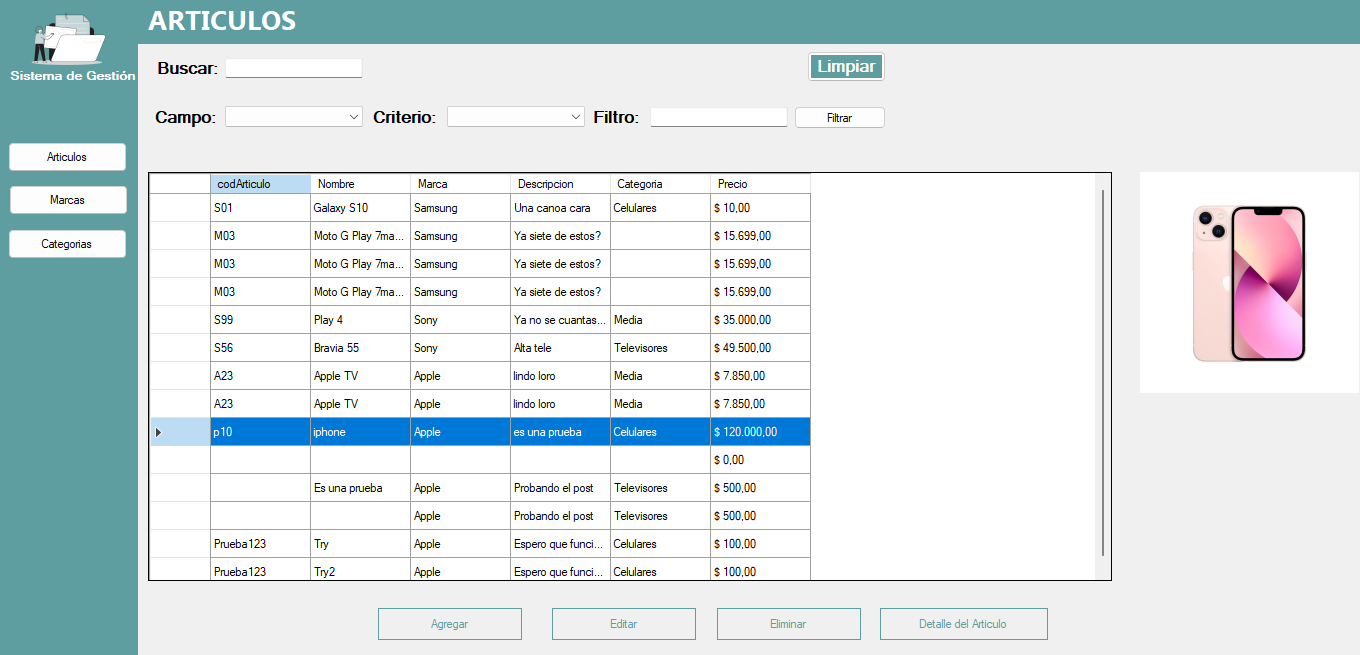 ARTICULOS
Sistema de Gestión
Buscar:
Limpiar
Campo: Criterio: Filtro: Filtrar
Articulos
Marcas
Categorias
codArticulo Nombre Marca Descripcion Categoria Precio
S01 Galaxy S10 Samsung Una canoa cara Celulares $ 10,00
M03 Moto G Play 7ma... Samsung Ya siete de estos? $ 15.699,00
M03 Moto G Play 7ma... Samsung Ya siete de estos? $ 15.699,00
M03 Moto G Play 7ma... Samsung Ya siete de estos? $ 15.699,00
S99 Play 4 Sony Ya no se cuantas... Media $ 35.000,00
S56 Bravia 55 Sony Alta tele Televisores $ 49.500,00
A23 Apple TV Apple lindo loro Media $ 7.850,00
A23 Apple TV Apple lindo loro Media $ 7.850,00
p10 iphone Apple es una prueba Celulares $ 120.000,00
$ 0,00
Es una prueba Apple Probando el post Televisores $ 500,00
Apple Probando el post Televisores $ 500,00
Prueba123 Try Apple Espero que funci... Celulares $ 100,00
Prueba123 Try2 Apple Espero que funci... Celulares $ 100,00
Agregar Editar Eliminar Detalle del Articulo